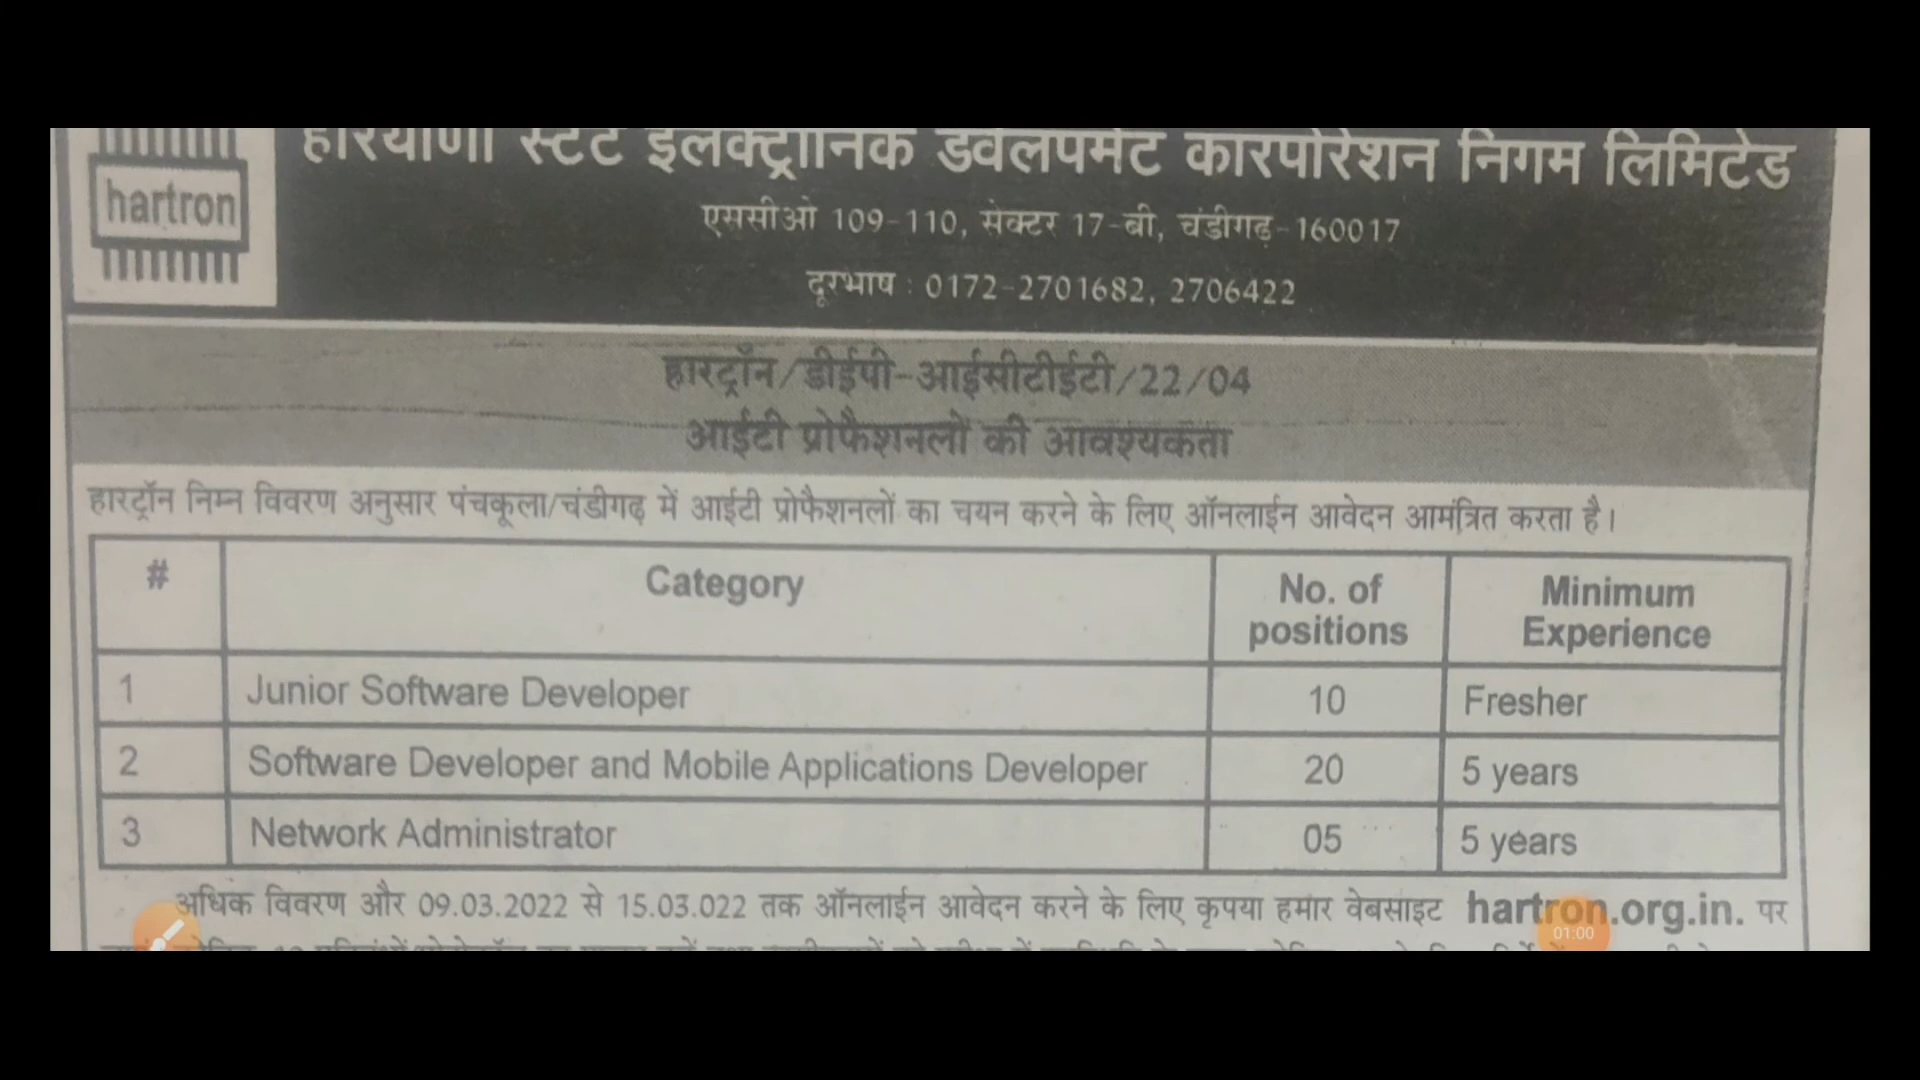 hartron
हरियाणा स्टेट इलेक्ट्रॉनिक डवेलपमेंट कारपोरेशन निगम लिमिटेड
एससीओ 109-110, सेक्टर 17-बी, चंडीगढ़-160017
दूरभाष : 0172-2701682, 2706422
हारट्रॉन/डीईपी-आईसीटीईटी/22/04
आईटी प्रोफैशनलों की आवश्यकता
हारट्रॉन निम्न विवरण अनुसार पंचकूला/चंडीगढ़ में आईटी प्रोफैशनलों का चयन करने के लिए ऑनलाईन आवेदन आमंत्रित करता है।
# Category No. of positions Minimum Experience
1 Junior Software Developer 10 Fresher
2 Software Developer and Mobile Applications Developer 20 5 years
3 Network Administrator 05 5 years
अधिक विवरण और 09.03.2022 से 15.03.022 तक ऑनलाईन आवेदन करने के लिए कृपया हमार वेबसाइट hartron.org.in. पर
01:00